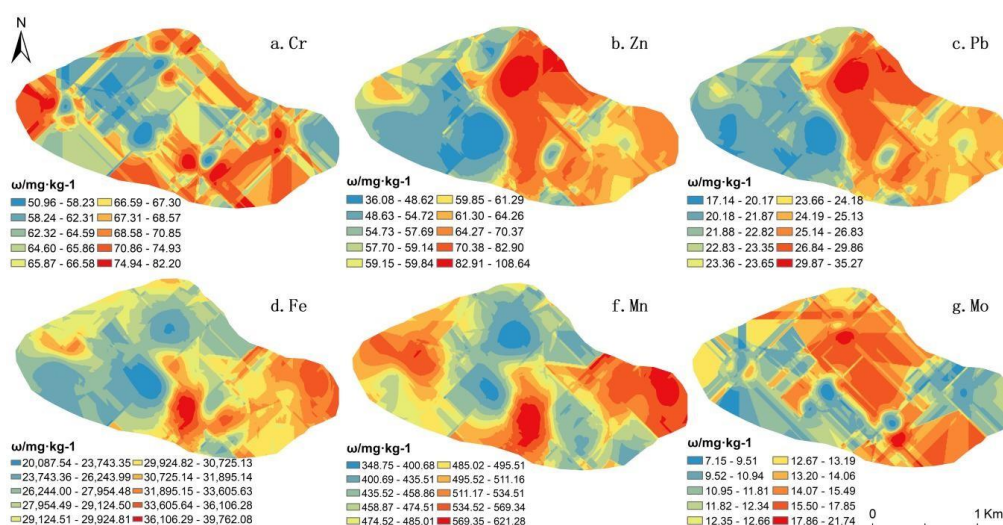 N
a.Cr
b.Zn
c.Pb
ω/mg·kg-1
50.96 - 58.23 66.59 - 67.30
58.24 - 62.31 67.31 - 68.57
62.32 - 64.59 68.58 - 70.85
64.60 - 65.86 70.86 - 74.93
65.87 - 66.58 74.94 - 82.20
ω/mg·kg-1
36.08 - 48.62 59.85 - 61.29
48.63 - 54.72 61.30 - 64.26
54.73 - 57.69 64.27 - 70.37
57.70 - 59.14 70.38 - 82.90
59.15 - 59.84 82.91 - 108.64
ω/mg·kg-1
17.14 - 20.17 23.66 - 24.18
20.18 - 21.87 24.19 - 25.13
21.88 - 22.82 25.14 - 26.83
22.83 - 23.35 26.84 - 29.86
23.36 - 23.65 29.87 - 35.27
d.Fe
f.Mn
g.Mo
ω/mg·kg-1
20,087.54 - 23,743.35 29,924.82 - 30,725.13
23,743.36 - 26,243.99 30,725.14 - 31,895.14
26,244.00 - 27,954.48 31,895.15 - 33,605.63
27,954.49 - 29,124.50 33,605.64 - 36,106.28
29,124.51 - 29,924.81 36,106.29 - 39,762.08
ω/mg·kg-1
348.75 - 400.68 485.02 - 495.51
400.69 - 435.51 495.52 - 511.16
435.52 - 458.86 511.17 - 534.51
458.87 - 474.51 534.52 - 569.34
474.52 - 485.01 569.35 - 621.28
ω/mg·kg-1
7.15 - 9.51 12.67 - 13.19
9.52 - 10.94 13.20 - 14.06
10.95 - 11.81 14.07 - 15.49
11.82 - 12.34 15.50 - 17.85
12.35 - 12.66 17.86 - 21.74
0 1 Km